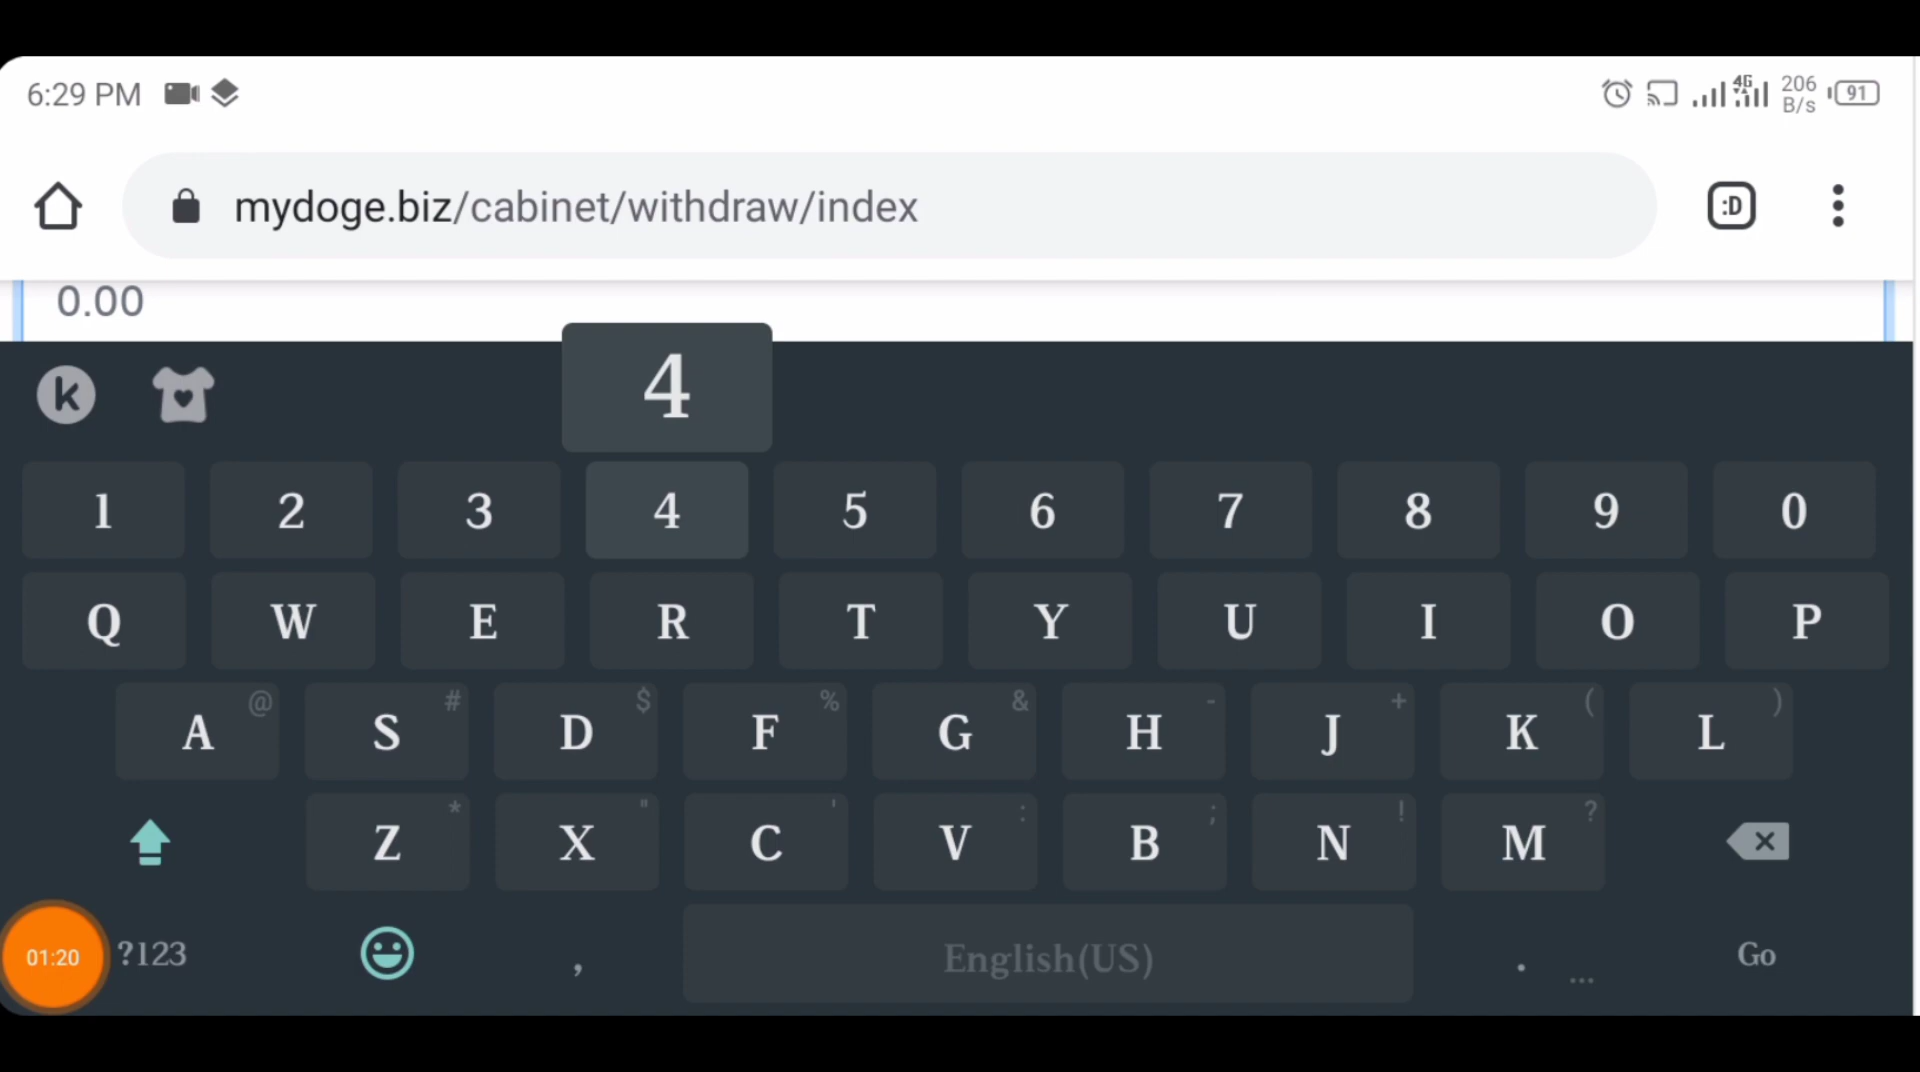 6:29 PM 4G 206 B/s 91
mydoge.biz/cabinet/withdraw/index :D
0.00
k 4
1 2 3 4 5 6 7 8 9 0
Q W E R T Y U I O P
A @ S # D $ F % G & H - J + K ( L )
Z * X " C ' V : B ; N ! M ?
01:20 ?123 , English(US) . ... Go